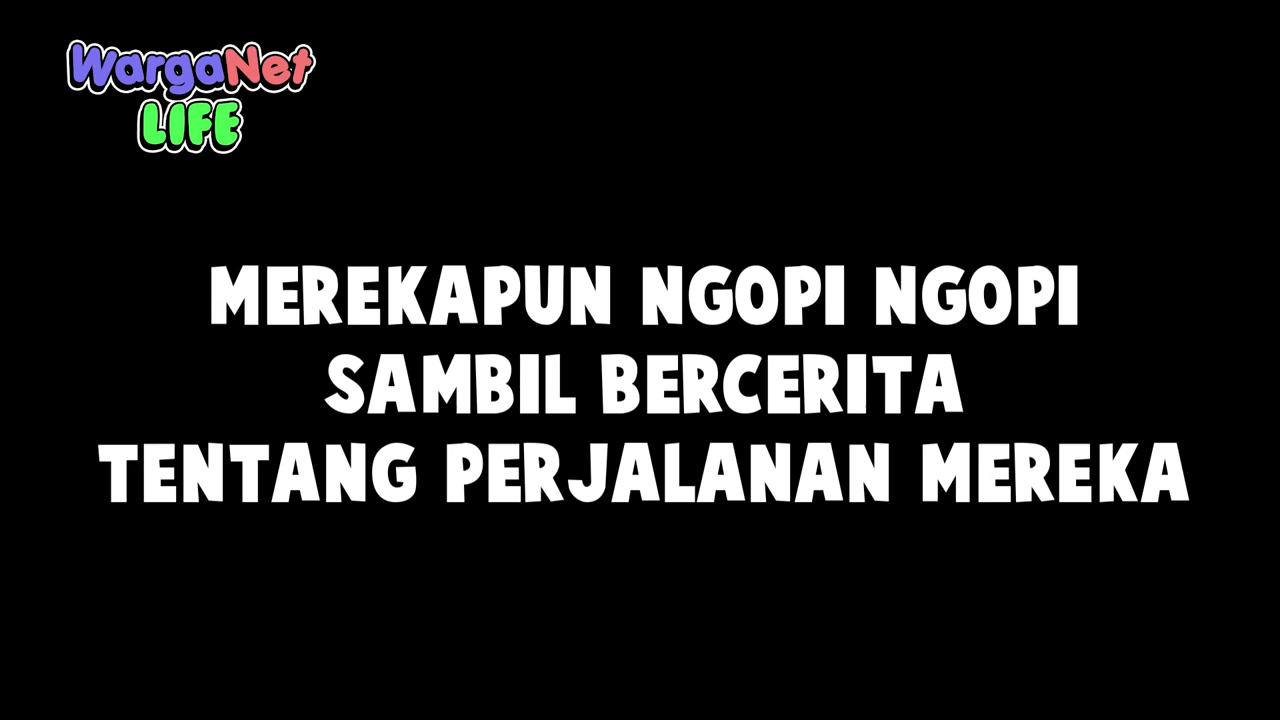 WargaNet
LIFE
MEREKAPUN NGOPI NGOPI
SAMBIL BERCERITA
TENTANG PERJALANAN MEREKA